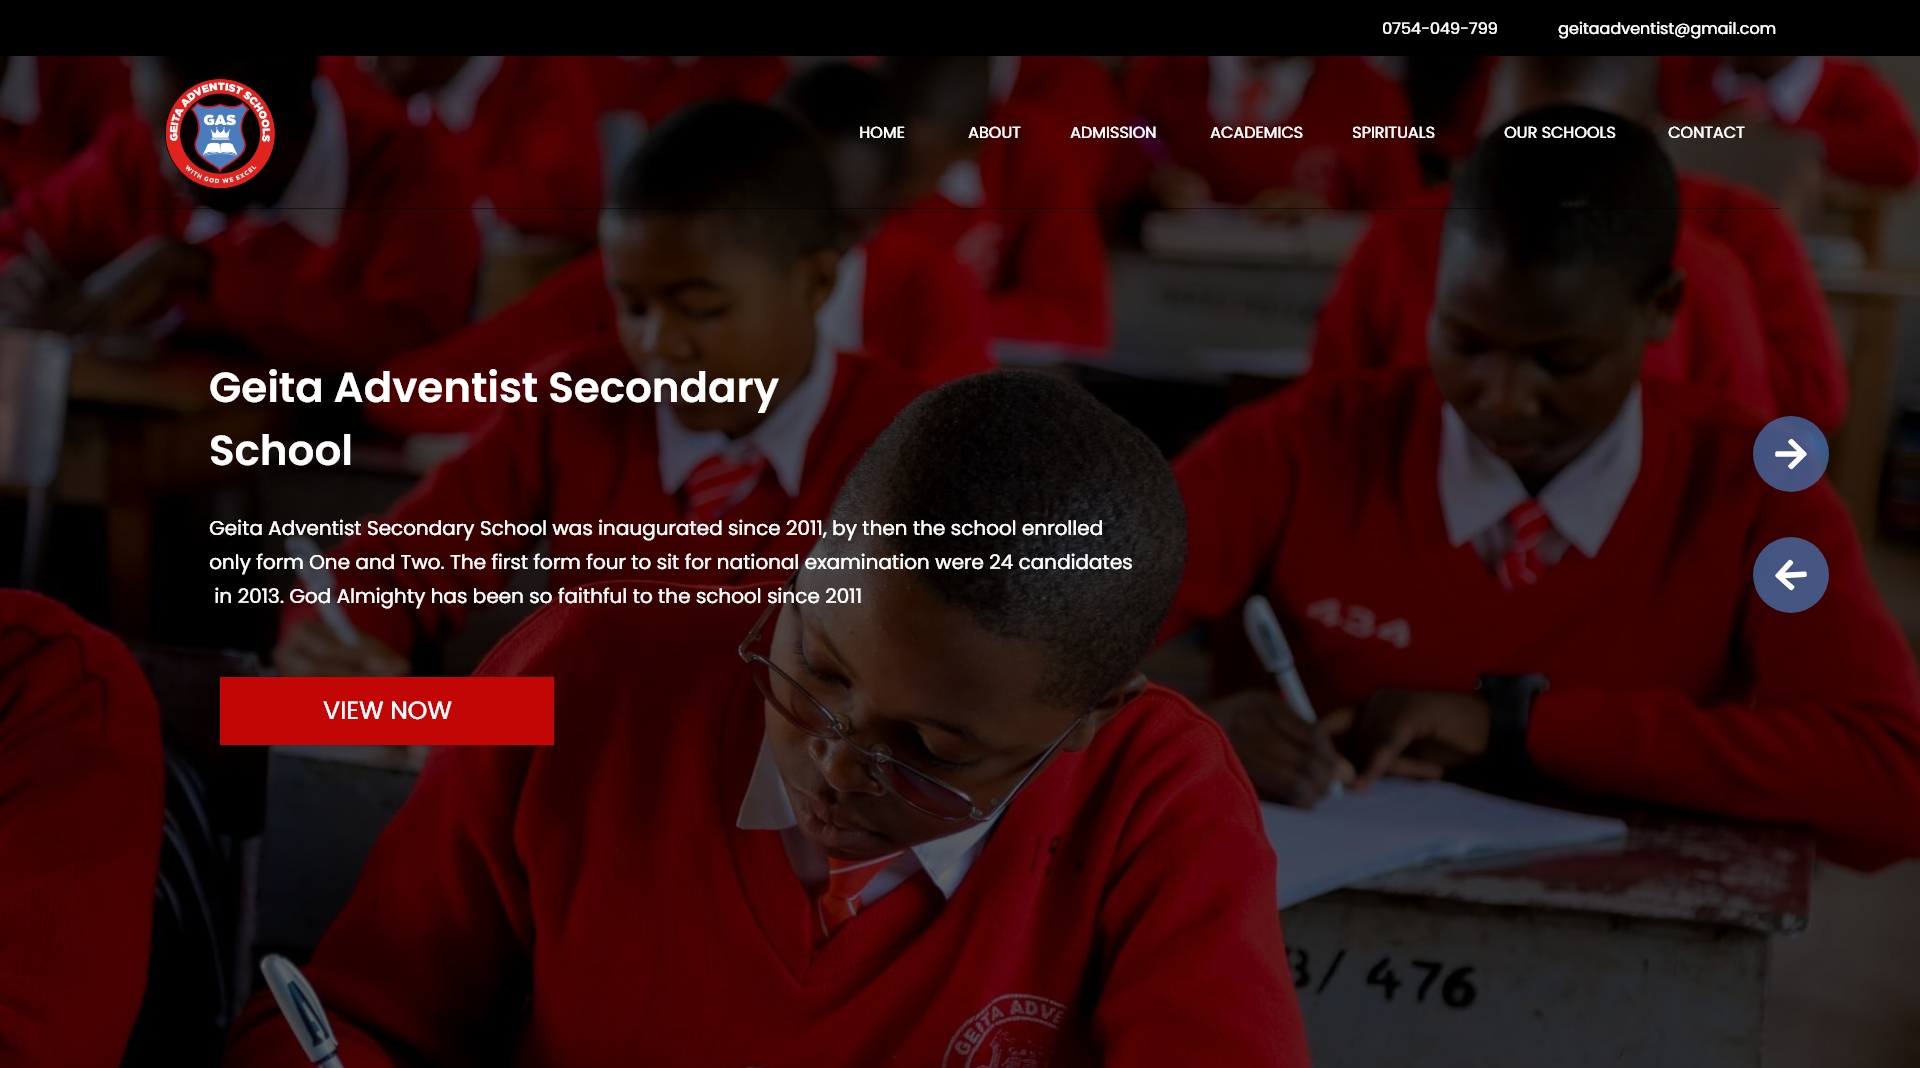 0754-049-799 geitaadventist@gmail.com
GEITA ADVENTIST SCHOOLS
GAS
WITH GOD WE EXCEL
HOME ABOUT ADMISSION ACADEMICS SPIRITUALS OUR SCHOOLS CONTACT
Geita Adventist Secondary
School
Geita Adventist Secondary School was inaugurated since 2011, by then the school enrolled
only form One and Two. The first form four to sit for national examination were 24 candidates
in 2013. God Almighty has been so faithful to the school since 2011
434
VIEW NOW
3/ 476
GEITA ADVE